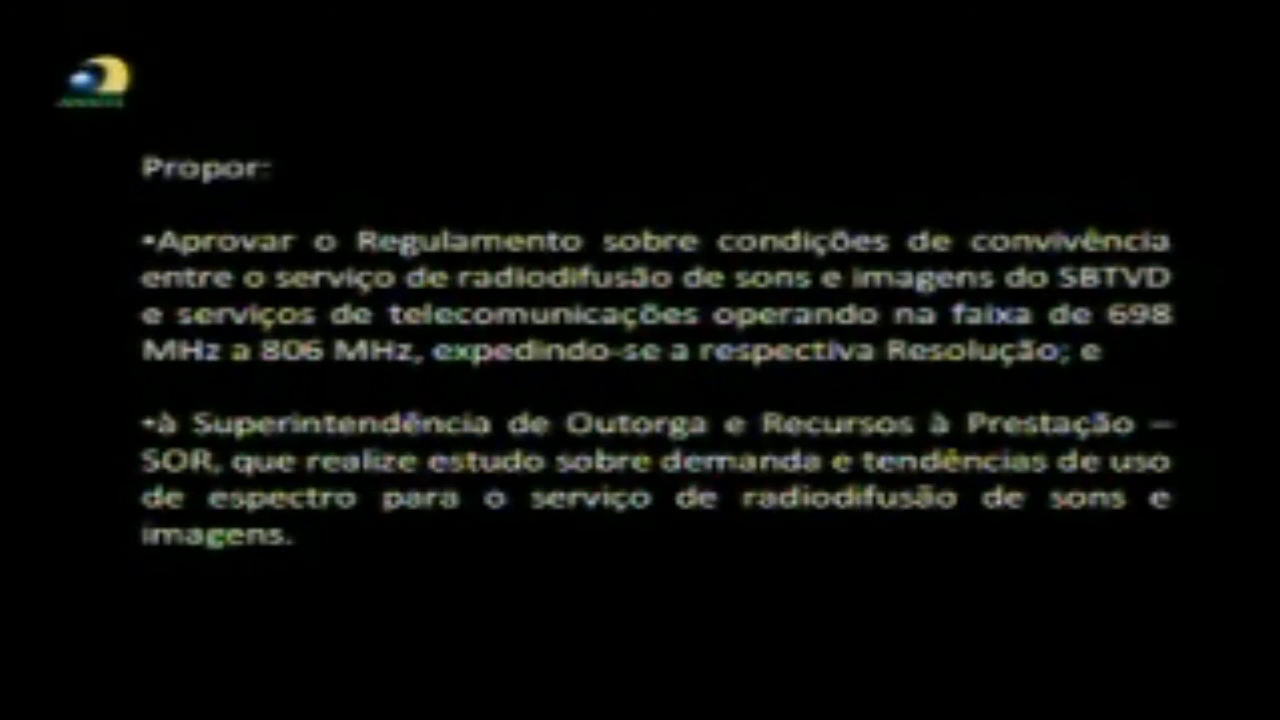 Propor:
•Aprovar o Regulamento sobre condições de convivência
entre o serviço de radiodifusão de sons e imagens do SBTVD
e serviços de telecomunicações operando na faixa de 698
MHz a 806 MHz, expedindo-se a respectiva Resolução; e
•à Superintendência de Outorga e Recursos à Prestação –
SOR, que realize estudo sobre demanda e tendências de uso
de espectro para o serviço de radiodifusão de sons e
imagens.